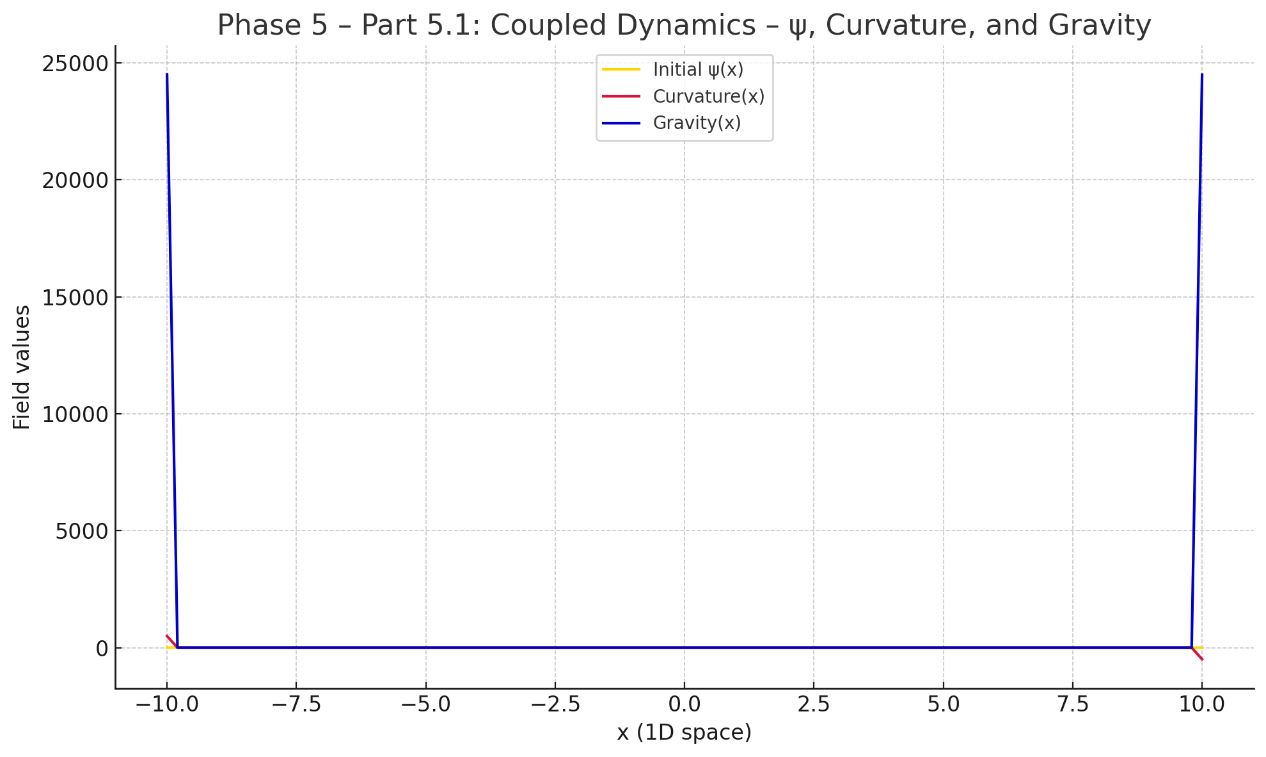 Phase 5 – Part 5.1: Coupled Dynamics – ψ, Curvature, and Gravity
Initial ψ(x)
Curvature(x)
Gravity(x)
Field values
25000
20000
15000
10000
5000
0
−10.0 −7.5 −5.0 −2.5 0.0 2.5 5.0 7.5 10.0
x (1D space)